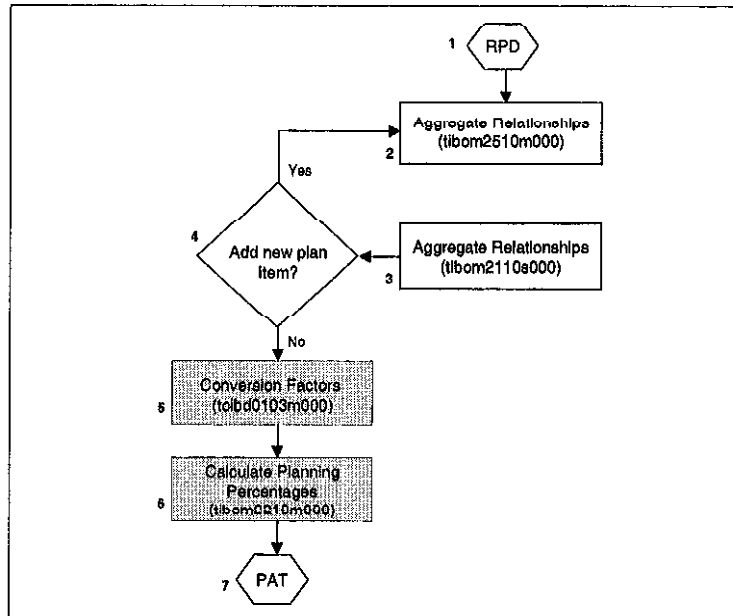 1
RPD
Aggregate Relationships
(tibom2510m000)
2
Yes
4
Add new plan
item?
Aggregate Relationships
(tibom2110s000)
3
No
Conversion Factors
(tcibd0103m000)
5
Calculate Planning
Percentages
(tibom2210m000)
6
7
PAT